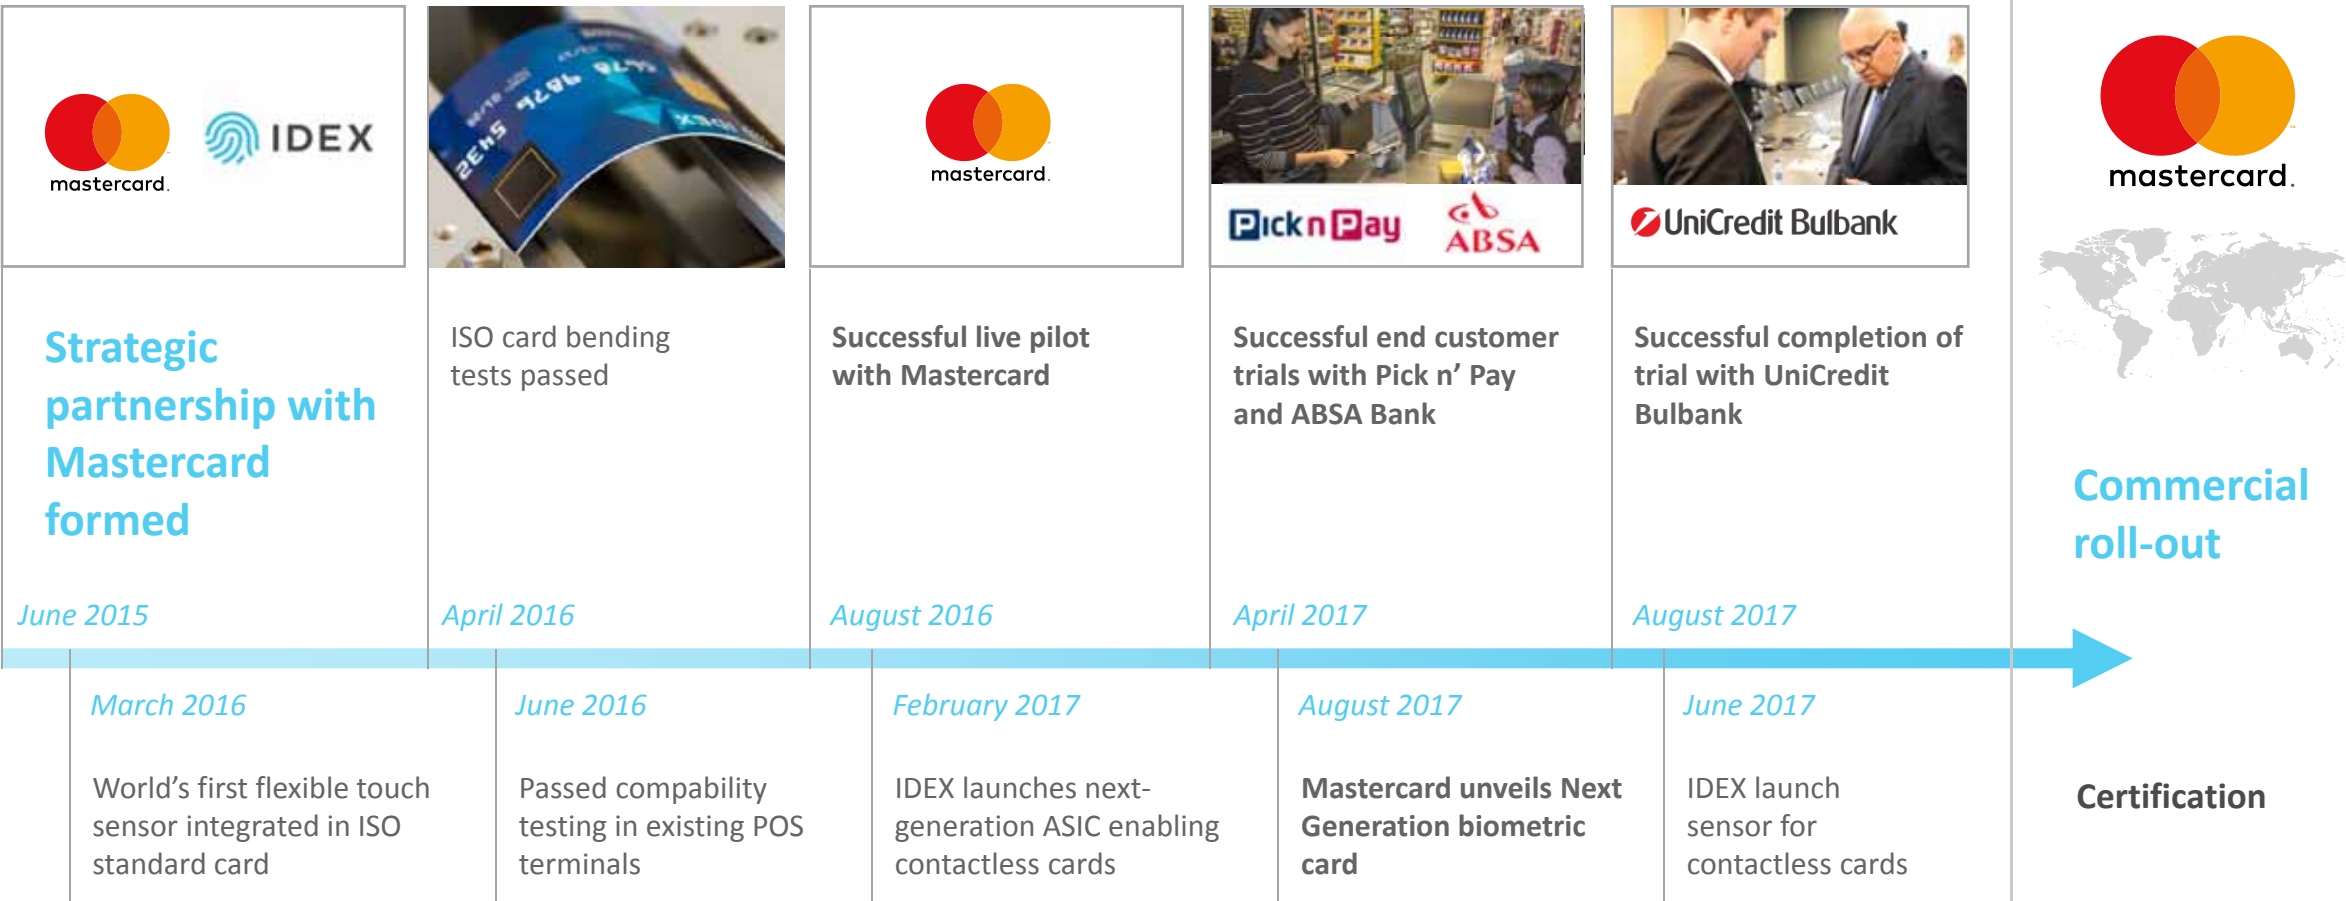 mastercard.
IDEX
5678
9876
5432
IDEX
mastercard.
Pick n Pay
ABSA
UniCredit Bulbank
mastercard.
Strategic
partnership with
Mastercard
formed
ISO card bending
tests passed
Successful live pilot
with Mastercard
Successful end customer
trials with Pick n’ Pay
and ABSA Bank
Successful completion of
trial with UniCredit
Bulbank
Commercial
roll-out
June 2015
April 2016
August 2016
April 2017
August 2017
March 2016
June 2016
February 2017
August 2017
June 2017
World’s first flexible touch
sensor integrated in ISO
standard card
Passed compability
testing in existing POS
terminals
IDEX launches next-
generation ASIC enabling
contactless cards
Mastercard unveils Next
Generation biometric
card
IDEX launch
sensor for
contactless cards
Certification